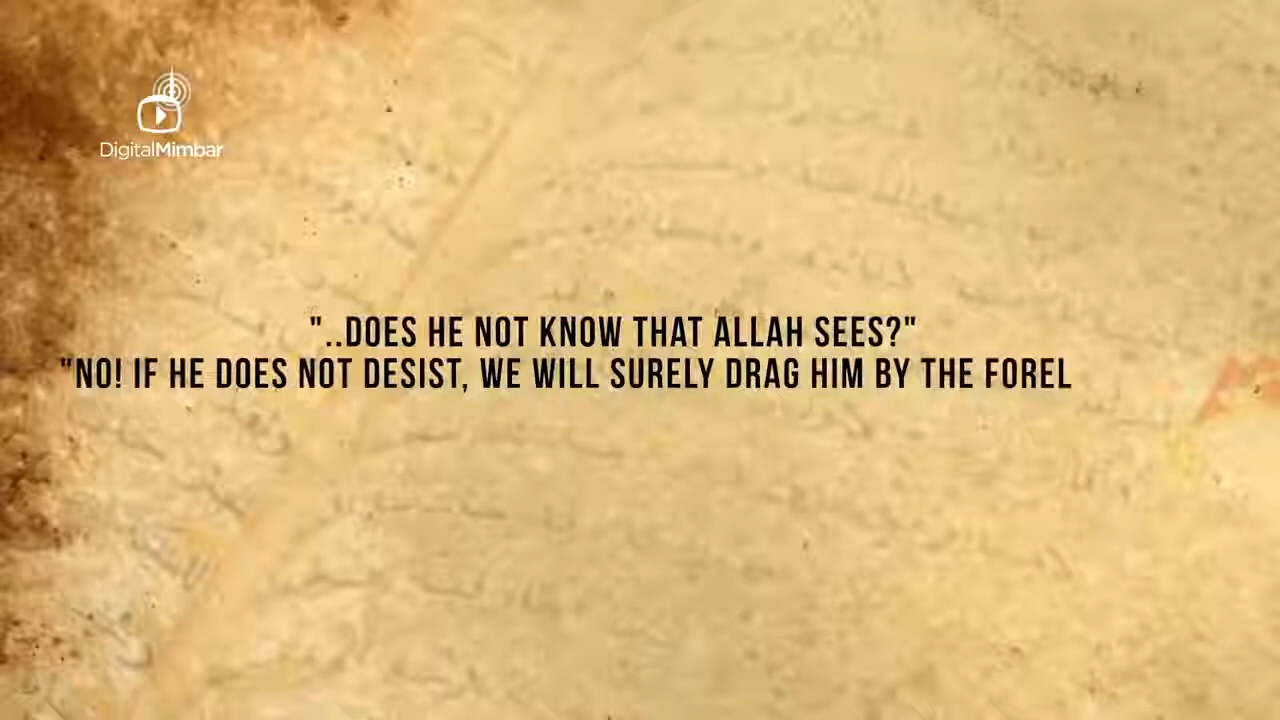 DigitalMimbar
"..DOES HE NOT KNOW THAT ALLAH SEES?"
"NO! IF HE DOES NOT DESIST, WE WILL SURELY DRAG HIM BY THE FOREL